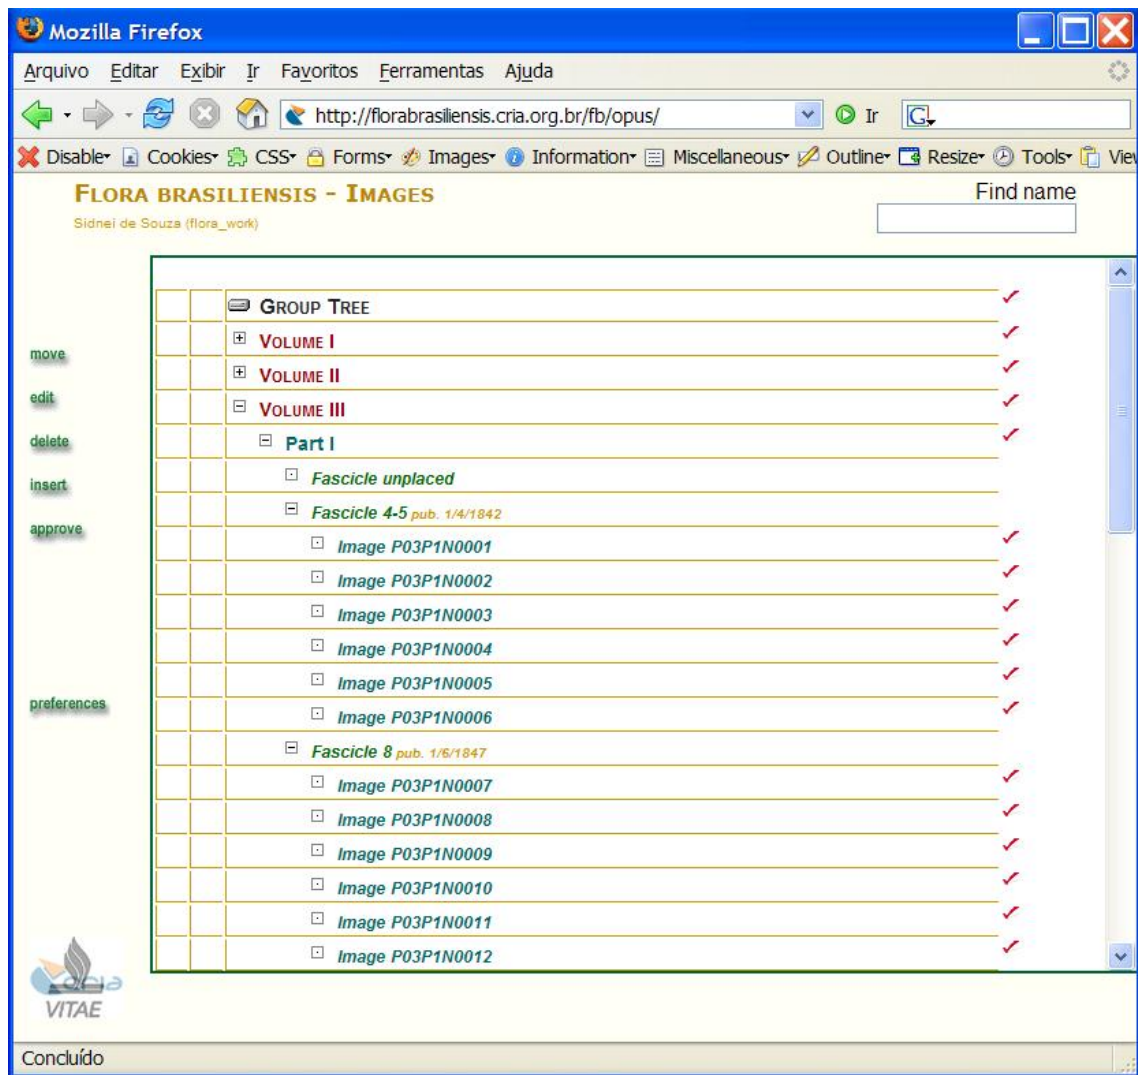 Mozilla Firefox
Arquivo Editar Exibir Ir Favoritos Ferramentas Ajuda
http://florabrasiliensis.cria.org.br/fb/opus/ Ir G
Disable Cookies CSS Forms Images Information Miscellaneous Outline Resize Tools View
FLORA BRASILIENSIS - IMAGES
Find name
Sidnei de Souza (flora_work)
GROUP TREE
VOLUME I
move
VOLUME II
edit
VOLUME III
delete
Part I
insert
Fascicle unplaced
approve
Fascicle 4-5 pub. 1/4/1842
Image P03P1N0001
Image P03P1N0002
Image P03P1N0003
Image P03P1N0004
Image P03P1N0005
preferences
Image P03P1N0006
Fascicle 8 pub. 1/6/1847
Image P03P1N0007
Image P03P1N0008
Image P03P1N0009
Image P03P1N0010
Image P03P1N0011
Image P03P1N0012
cria
VITAE
Concluído